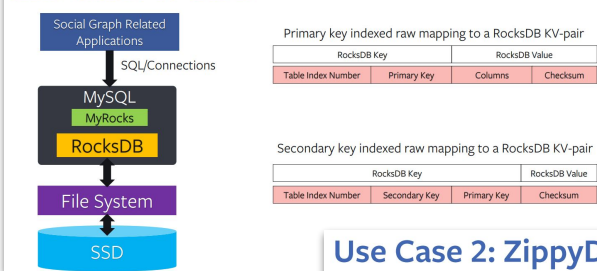 Social Graph Related
Applications
SQL/Connections
MySQL
MyRocks
RocksDB
File System
SSD
Primary key indexed raw mapping to a RocksDB KV-pair
RocksDB Key RocksDB Value
Table Index Number Primary Key Columns Checksum
Secondary key indexed raw mapping to a RocksDB KV-pair
RocksDB Key RocksDB Value
Table Index Number Secondary Key Primary Key Checksum
Use Case 2: ZippyD